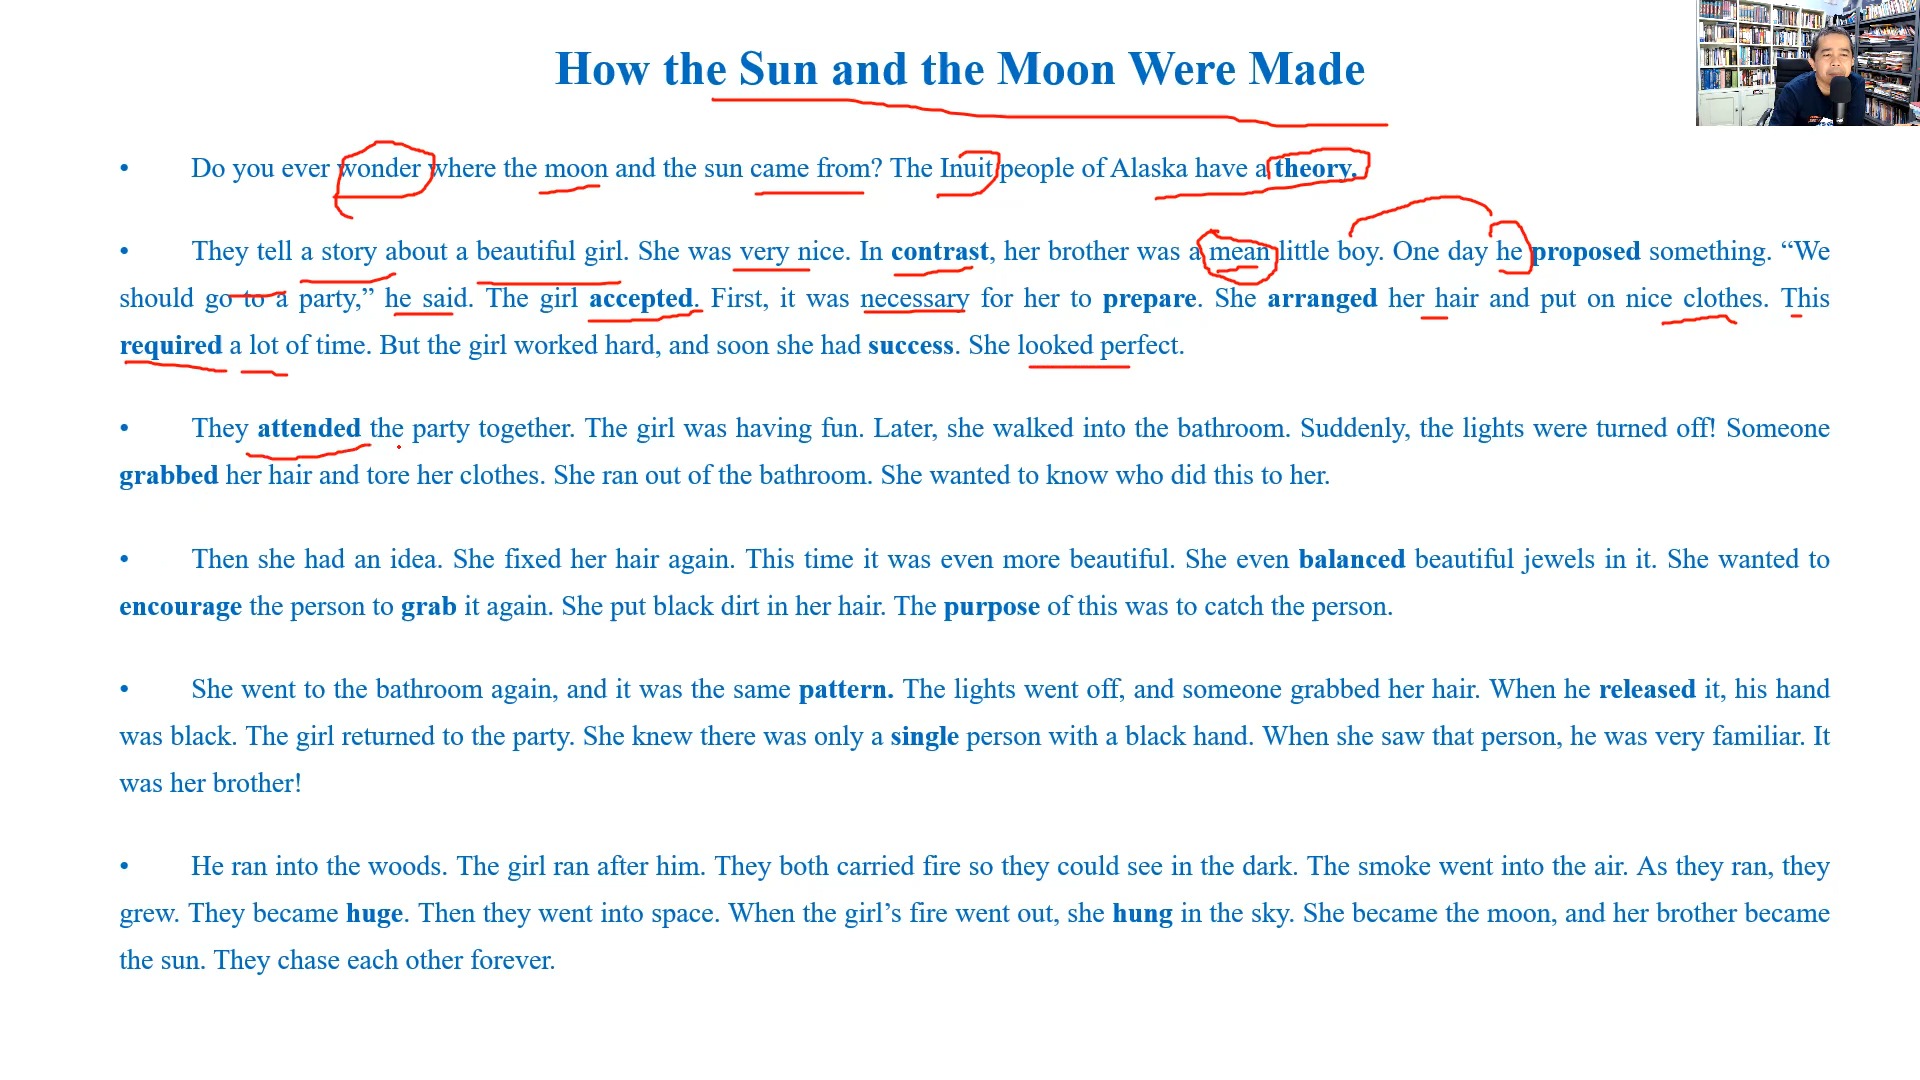 How the Sun and the Moon Were Made
• Do you ever wonder where the moon and the sun came from? The Inuit people of Alaska have a theory.
• They tell a story about a beautiful girl. She was very nice. In contrast, her brother was a mean little boy. One day he proposed something. “We
should go to a party,” he said. The girl accepted. First, it was necessary for her to prepare. She arranged her hair and put on nice clothes. This
required a lot of time. But the girl worked hard, and soon she had success. She looked perfect.
• They attended the party together. The girl was having fun. Later, she walked into the bathroom. Suddenly, the lights were turned off! Someone
grabbed her hair and tore her clothes. She ran out of the bathroom. She wanted to know who did this to her.
• Then she had an idea. She fixed her hair again. This time it was even more beautiful. She even balanced beautiful jewels in it. She wanted to
encourage the person to grab it again. She put black dirt in her hair. The purpose of this was to catch the person.
• She went to the bathroom again, and it was the same pattern. The lights went off, and someone grabbed her hair. When he released it, his hand
was black. The girl returned to the party. She knew there was only a single person with a black hand. When she saw that person, he was very familiar. It
was her brother!
• He ran into the woods. The girl ran after him. They both carried fire so they could see in the dark. The smoke went into the air. As they ran, they
grew. They became huge. Then they went into space. When the girl’s fire went out, she hung in the sky. She became the moon, and her brother became
the sun. They chase each other forever.